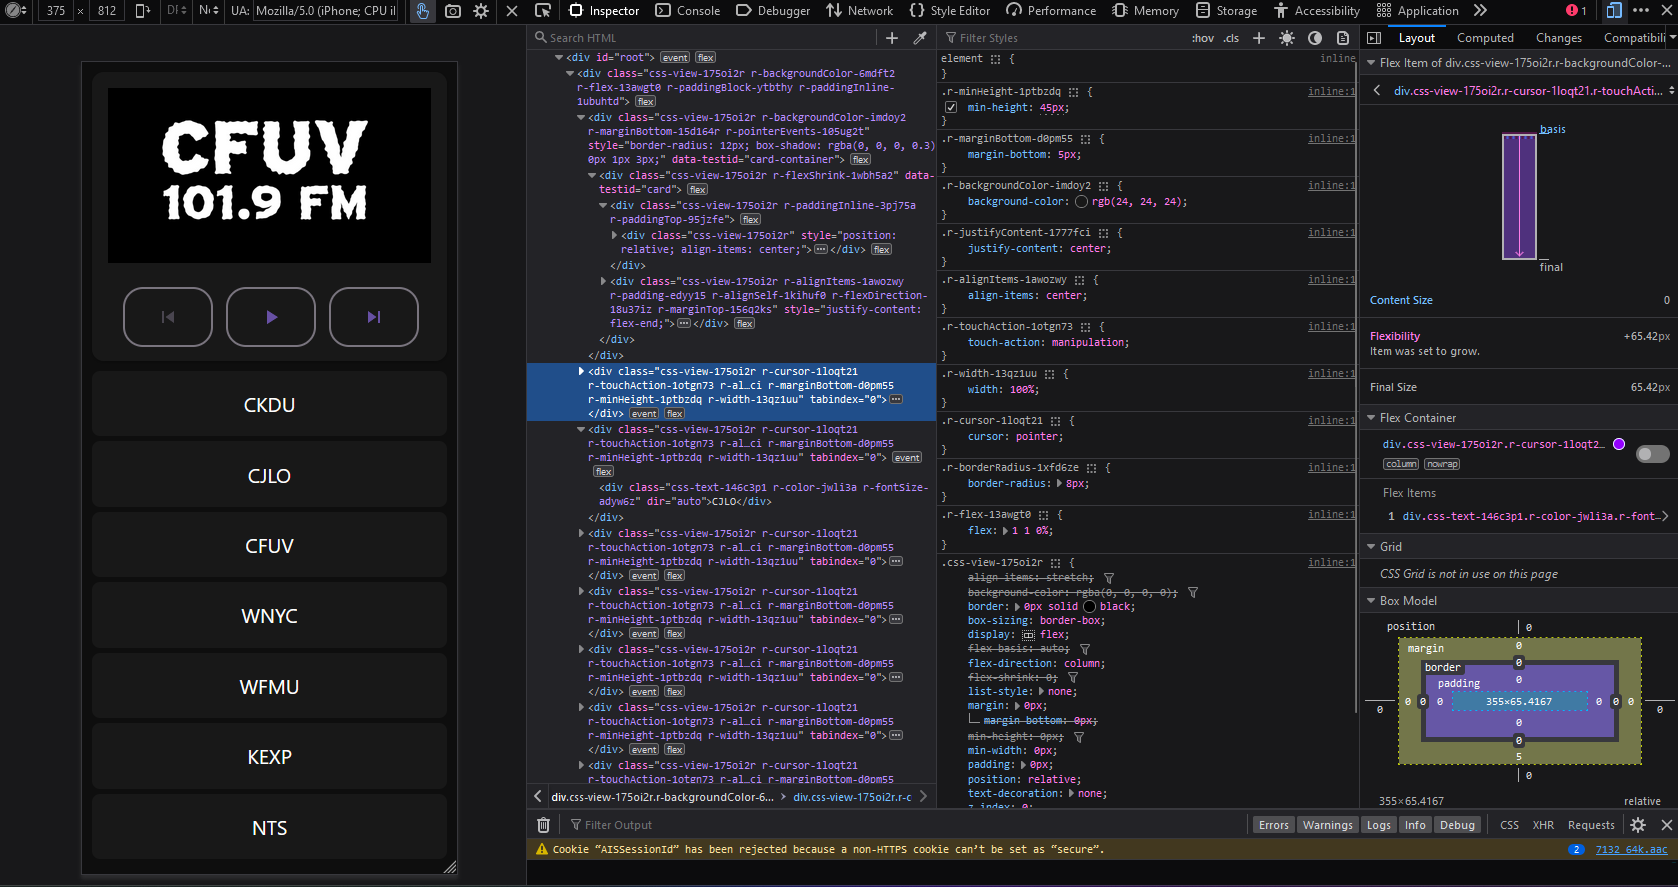 375 × 812 DPR No UA: Mozilla/5.0 (iPhone; CPU iI
Inspector Console Debugger Network Style Editor Performance Memory Storage Accessibility Application 1
CFUV
101.9 FM
CKDU
CJLO
CFUV
WNYC
WFMU
KEXP
NTS
Search HTML
<div id="root"> event flex
<div class="css-view-175oi2r r-backgroundColor-6mdft2
r-flex-13awgt0 r-paddingBlock-ytbthy r-paddingInline-
1ubuhtd"> flex
<div class="css-view-175oi2r r-backgroundColor-imdoy2
r-marginBottom-15d164r r-pointerEvents-105ug2t"
style="border-radius: 12px; box-shadow: rgba(0, 0, 0, 0.3)
0px 1px 3px;" data-testid="card-container"> flex
<div class="css-view-175oi2r r-flexShrink-1wbh5a2" data-
testid="card"> flex
<div class="css-view-175oi2r r-paddingInline-3pj75a
r-paddingTop-95jzfe"> flex
<div class="css-view-175oi2r" style="position:
relative; align-items: center;"> ⋯ </div> flex
</div>
<div class="css-view-175oi2r r-alignItems-1awozwy
r-padding-edyy15 r-alignSelf-1kihuf0 r-flexDirection-
18u37iz r-marginTop-156q2ks" style="justify-content:
flex-end;"> ⋯ </div> flex
</div>
</div>
<div class="css-view-175oi2r r-cursor-1loqt21
r-touchAction-1otgn73 r-al…ci r-marginBottom-d0pm55
r-minHeight-1ptbzdq r-width-13qz1uu" tabindex="0"> ⋯
</div> event flex
<div class="css-view-175oi2r r-cursor-1loqt21
r-touchAction-1otgn73 r-al…ci r-marginBottom-d0pm55
r-minHeight-1ptbzdq r-width-13qz1uu" tabindex="0"> event
flex
<div class="css-text-146c3p1 r-color-jwli3a r-fontSize-
adyw6z" dir="auto">CJLO</div>
</div>
<div class="css-view-175oi2r r-cursor-1loqt21
r-touchAction-1otgn73 r-al…ci r-marginBottom-d0pm55
r-minHeight-1ptbzdq r-width-13qz1uu" tabindex="0"> ⋯
</div> event flex
<div class="css-view-175oi2r r-cursor-1loqt21
r-touchAction-1otgn73 r-al…ci r-marginBottom-d0pm55
r-minHeight-1ptbzdq r-width-13qz1uu" tabindex="0"> ⋯
</div> event flex
<div class="css-view-175oi2r r-cursor-1loqt21
r-touchAction-1otgn73 r-al…ci r-marginBottom-d0pm55
r-minHeight-1ptbzdq r-width-13qz1uu" tabindex="0"> ⋯
</div> event flex
<div class="css-view-175oi2r r-cursor-1loqt21
r-touchAction-1otgn73 r-al…ci r-marginBottom-d0pm55
r-minHeight-1ptbzdq r-width-13qz1uu" tabindex="0"> ⋯
</div> event flex
<div class="css-view-175oi2r r-cursor-1loqt21
r-touchAction-1otgn73 r-al…ci r-marginBottom-d0pm55
div.css-view-175oi2r.r-backgroundColor-6… > div.css-view-175oi2r.r-c
Filter Styles :hov .cls
element { inline
}
.r-minHeight-1ptbzdq { inline:1
min-height: 45px;
}
.r-marginBottom-d0pm55 { inline:1
margin-bottom: 5px;
}
.r-backgroundColor-imdoy2 { inline:1
background-color: rgb(24, 24, 24);
}
.r-justifyContent-1777fci { inline:1
justify-content: center;
}
.r-alignItems-1awozwy { inline:1
align-items: center;
}
.r-touchAction-1otgn73 { inline:1
touch-action: manipulation;
}
.r-width-13qz1uu { inline:1
width: 100%;
}
.r-cursor-1loqt21 { inline:1
cursor: pointer;
}
.r-borderRadius-1xfd6ze { inline:1
border-radius: 8px;
}
.r-flex-13awgt0 { inline:1
flex: 1 1 0%;
}
.css-view-175oi2r { inline:1
align-items: stretch;
background-color: rgba(0, 0, 0, 0);
border: 0px solid black;
box-sizing: border-box;
display: flex;
flex-basis: auto;
flex-direction: column;
flex-shrink: 0;
list-style: none;
margin: 0px;
margin-bottom: 0px;
min-height: 0px;
min-width: 0px;
padding: 0px;
position: relative;
text-decoration: none;
z-index: 0;
Layout Computed Changes Compatibili
Flex Item of div.css-view-175oi2r.r-backgroundColor-...
div.css-view-175oi2r.r-cursor-1loqt21.r-touchActi…
basis
final
Content Size 0
Flexibility +65.42px
Item was set to grow.
Final Size 65.42px
Flex Container
div.css-view-175oi2r.r-cursor-1loqt2…
column nowrap
Flex Items
1 div.css-text-146c3p1.r-color-jwli3a.r-font…
Grid
CSS Grid is not in use on this page
Box Model
position 0
margin 0
border 0
padding 0
0 0 0 0 355×65.4167 0 0 0 0
0
0
5
0
355×65.4167 relative
Filter Output Errors Warnings Logs Info Debug CSS XHR Requests
Cookie “AISSessionId” has been rejected because a non-HTTPS cookie can’t be set as “secure”. 2 7132_64k.aac